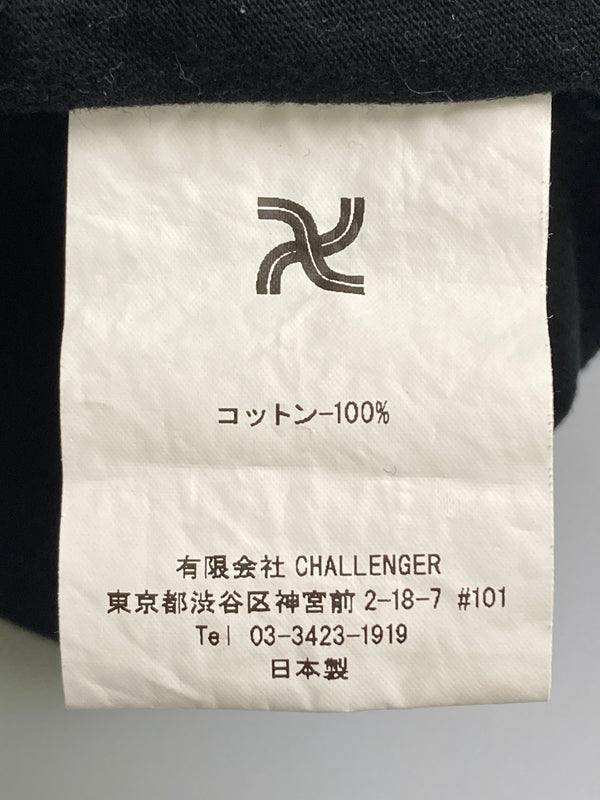 コットン-100%
有限会社 CHALLENGER
東京都渋谷区神宮前 2-18-7 #101
Tel 03-3423-1919
日本製